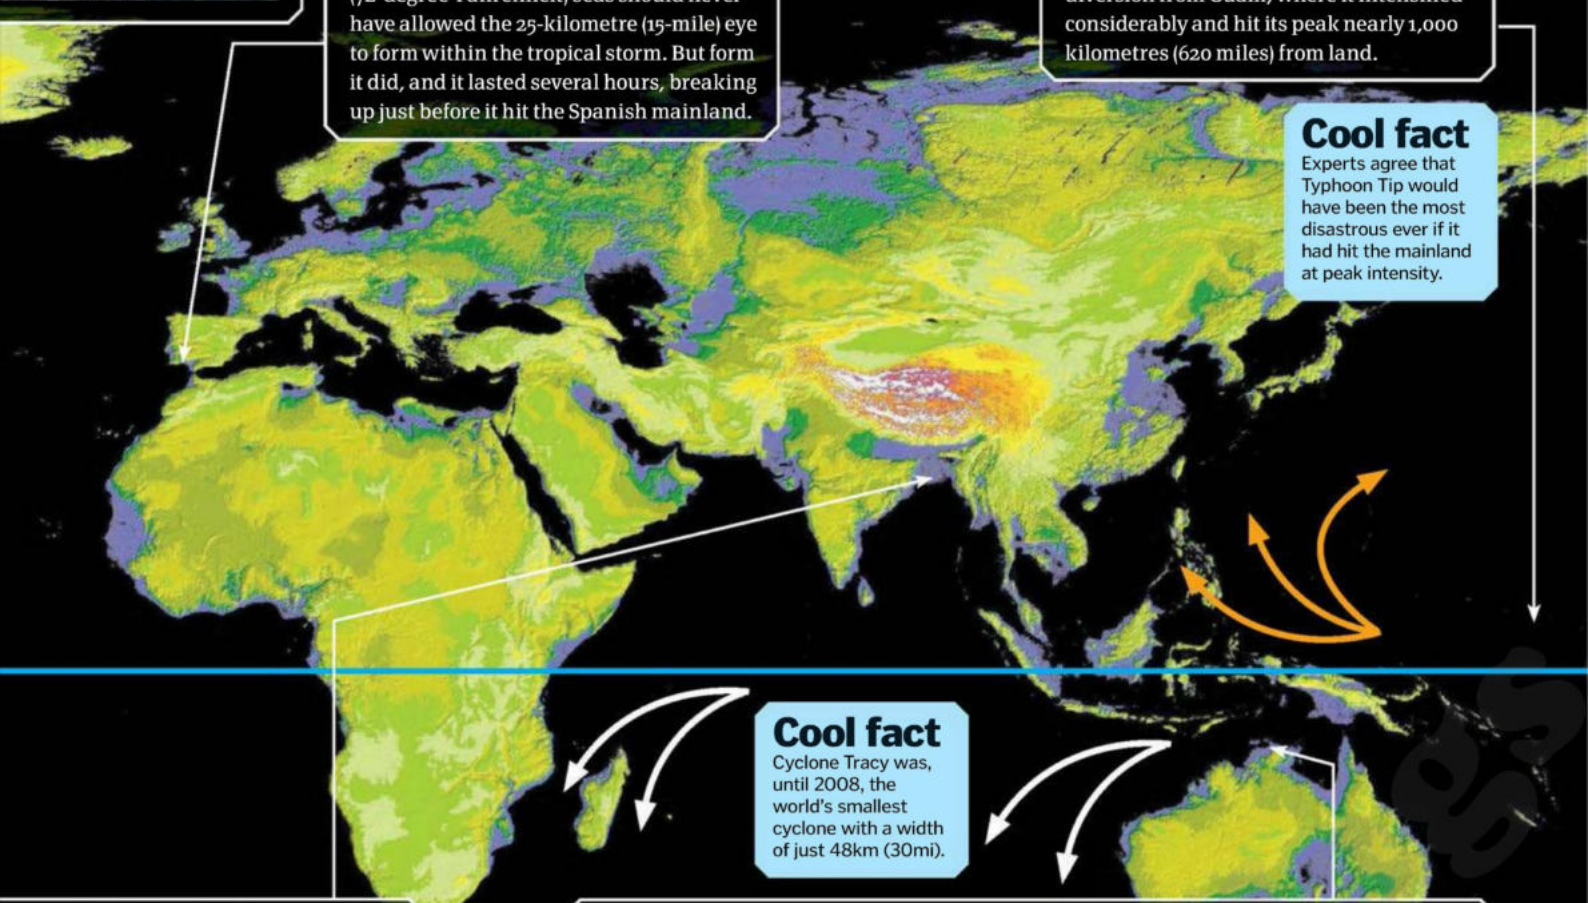 have allowed the 25-kilometre (15-mile) eye
to form within the tropical storm. But form
it did, and it lasted several hours, breaking
up just before it hit the Spanish mainland.
considerably and hit its peak nearly 1,000
kilometres (620 miles) from land.
Cool fact
Experts agree that
Typhoon Tip would
have been the most
disastrous ever if it
had hit the mainland
at peak intensity.
Cool fact
Cyclone Tracy was,
until 2008, the
world's smallest
cyclone with a width
of just 48km (30mi).